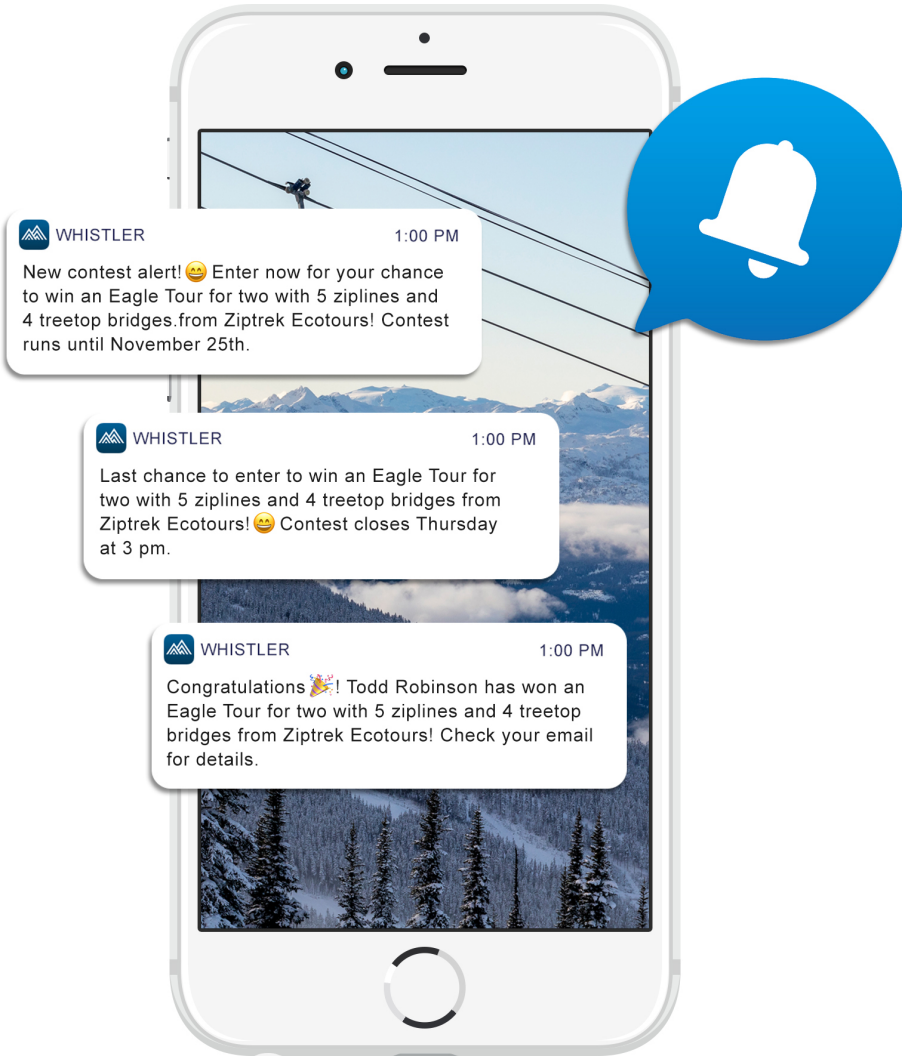 WHISTLER 1:00 PM
New contest alert!😄 Enter now for your chance
to win an Eagle Tour for two with 5 ziplines and
4 treetop bridges.from Ziptrek Ecotours! Contest
runs until November 25th.
WHISTLER 1:00 PM
Last chance to enter to win an Eagle Tour for
two with 5 ziplines and 4 treetop bridges from
Ziptrek Ecotours!😄 Contest closes Thursday
at 3 pm.
WHISTLER 1:00 PM
Congratulations🎉! Todd Robinson has won an
Eagle Tour for two with 5 ziplines and 4 treetop
bridges from Ziptrek Ecotours! Check your email
for details.